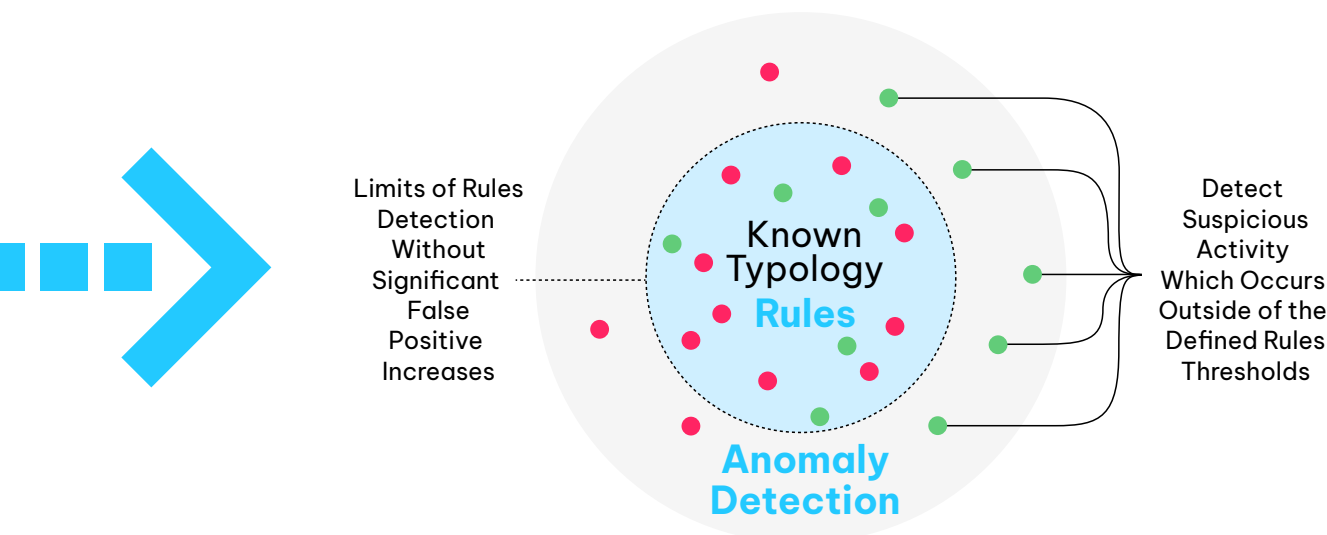 Limits of Rules
Detection
Without
Significant
False
Positive
Increases
Known
Typology
Rules
Anomaly
Detection
Detect
Suspicious
Activity
Which Occurs
Outside of the
Defined Rules
Thresholds